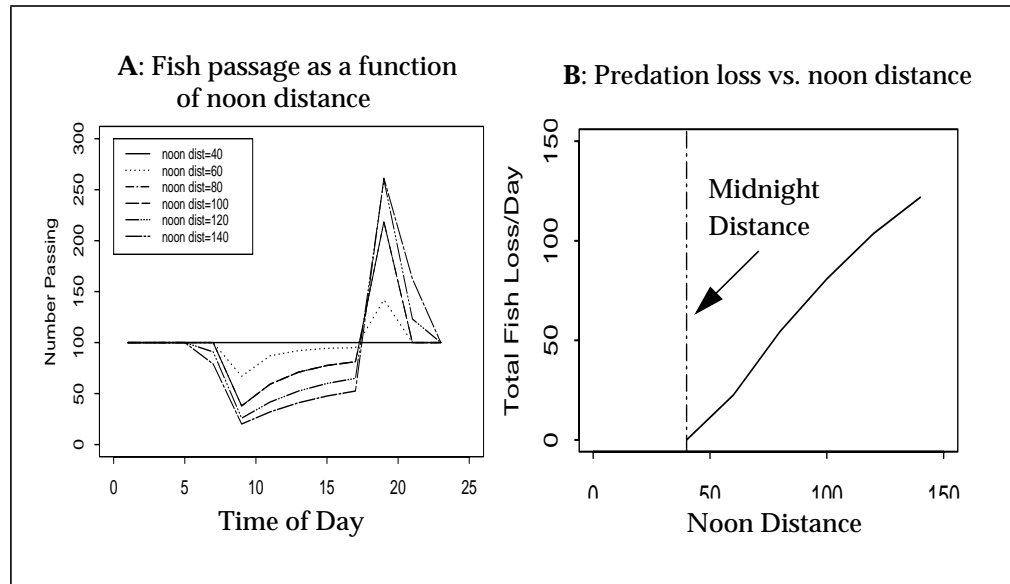 A: Fish passage as a function
of noon distance
Number Passing
300
250
200
150
100
50
0
noon dist=40
noon dist=60
noon dist=80
noon dist=100
noon dist=120
noon dist=140
0 5 10 15 20 25
Time of Day
B: Predation loss vs. noon distance
Total Fish Loss/Day
150
100
50
0
Midnight
Distance
0 50 100 150
Noon Distance